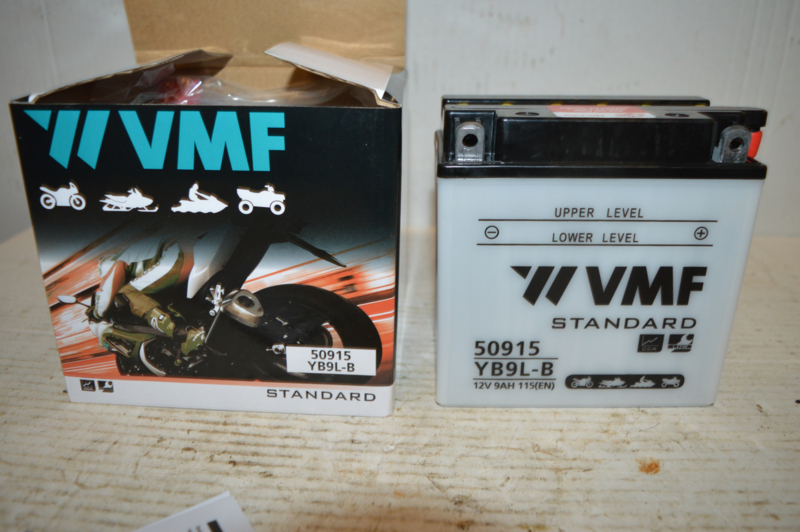 VMF
50915
YB9L-B
STANDARD
UPPER LEVEL
LOWER LEVEL
VMF
STANDARD
50915
YB9L-B
12V 9AH 115(EN)